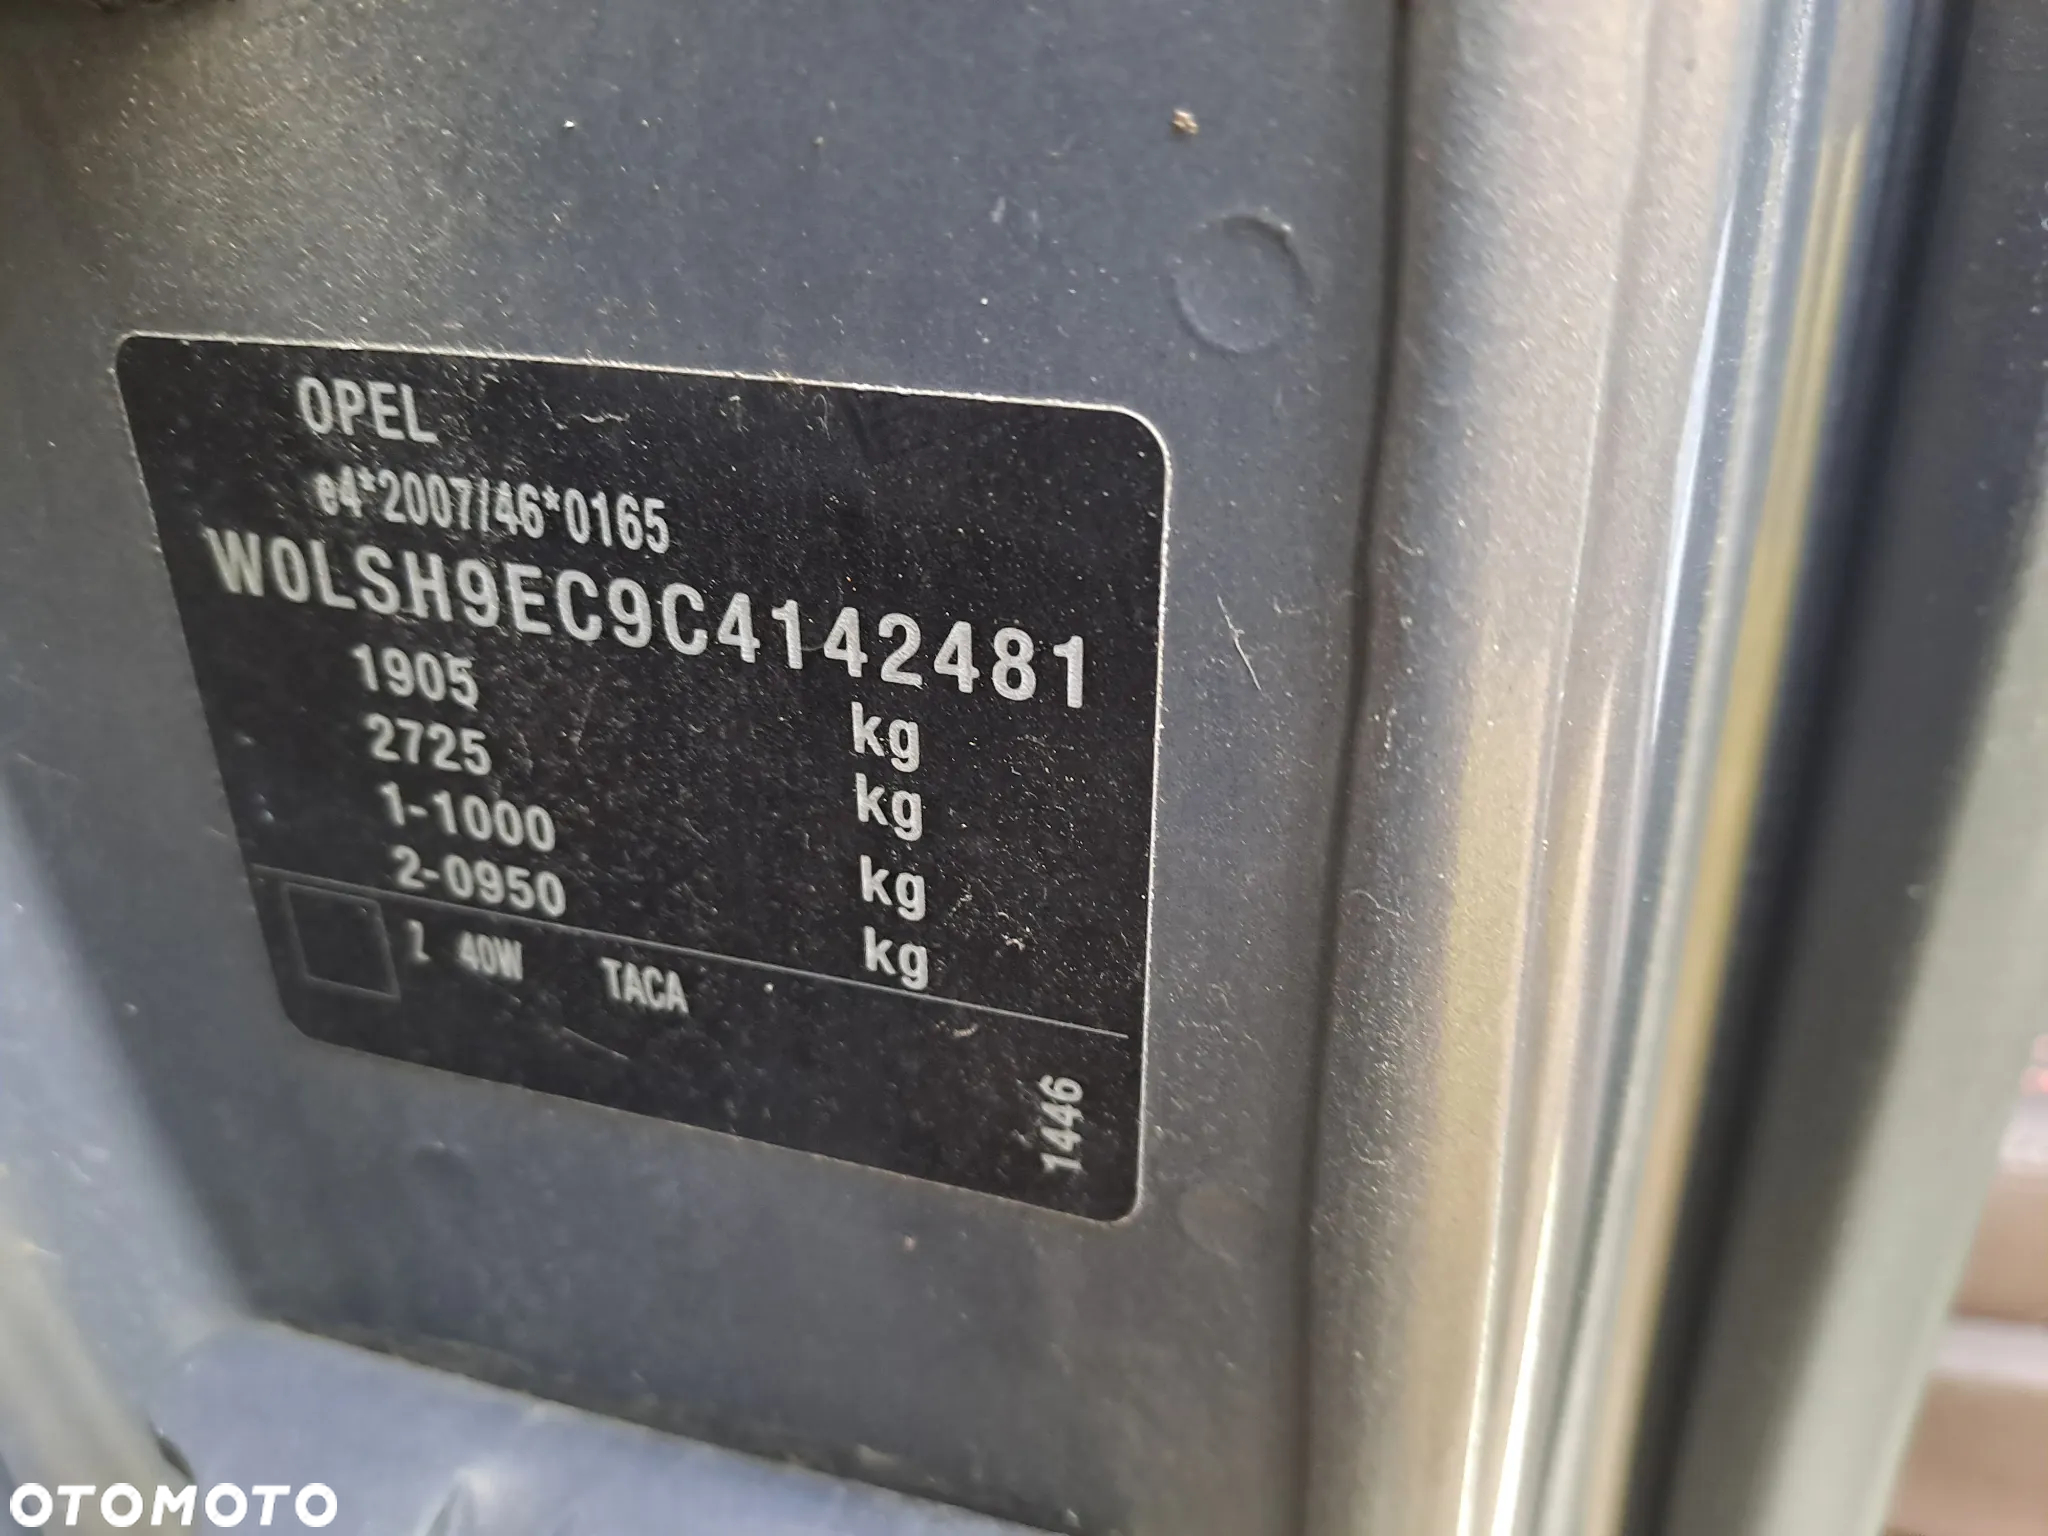 OPEL
e4*2007/46*0165
W0LSH9EC9C4142481
1905 kg
2725 kg
1-1000 kg
2-0950 kg
Z 40W TACA
1446
OTOMOTO